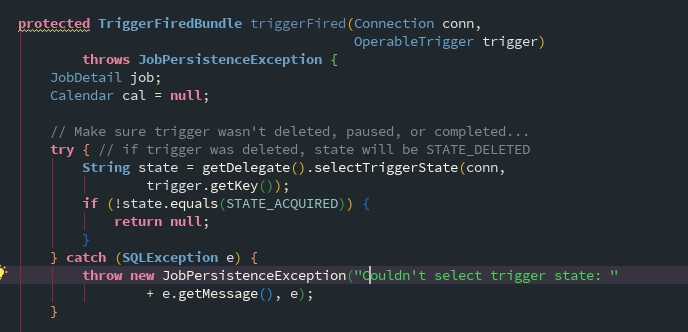 protected TriggerFiredBundle triggerFired(Connection conn,
OperableTrigger trigger)
throws JobPersistenceException {
JobDetail job;
Calendar cal = null;
// Make sure trigger wasn't deleted, paused, or completed...
try { // if trigger was deleted, state will be STATE_DELETED
String state = getDelegate().selectTriggerState(conn,
trigger.getKey());
if (!state.equals(STATE_ACQUIRED)) {
return null;
}
} catch (SQLException e) {
throw new JobPersistenceException("Couldn't select trigger state: "
+ e.getMessage(), e);
}